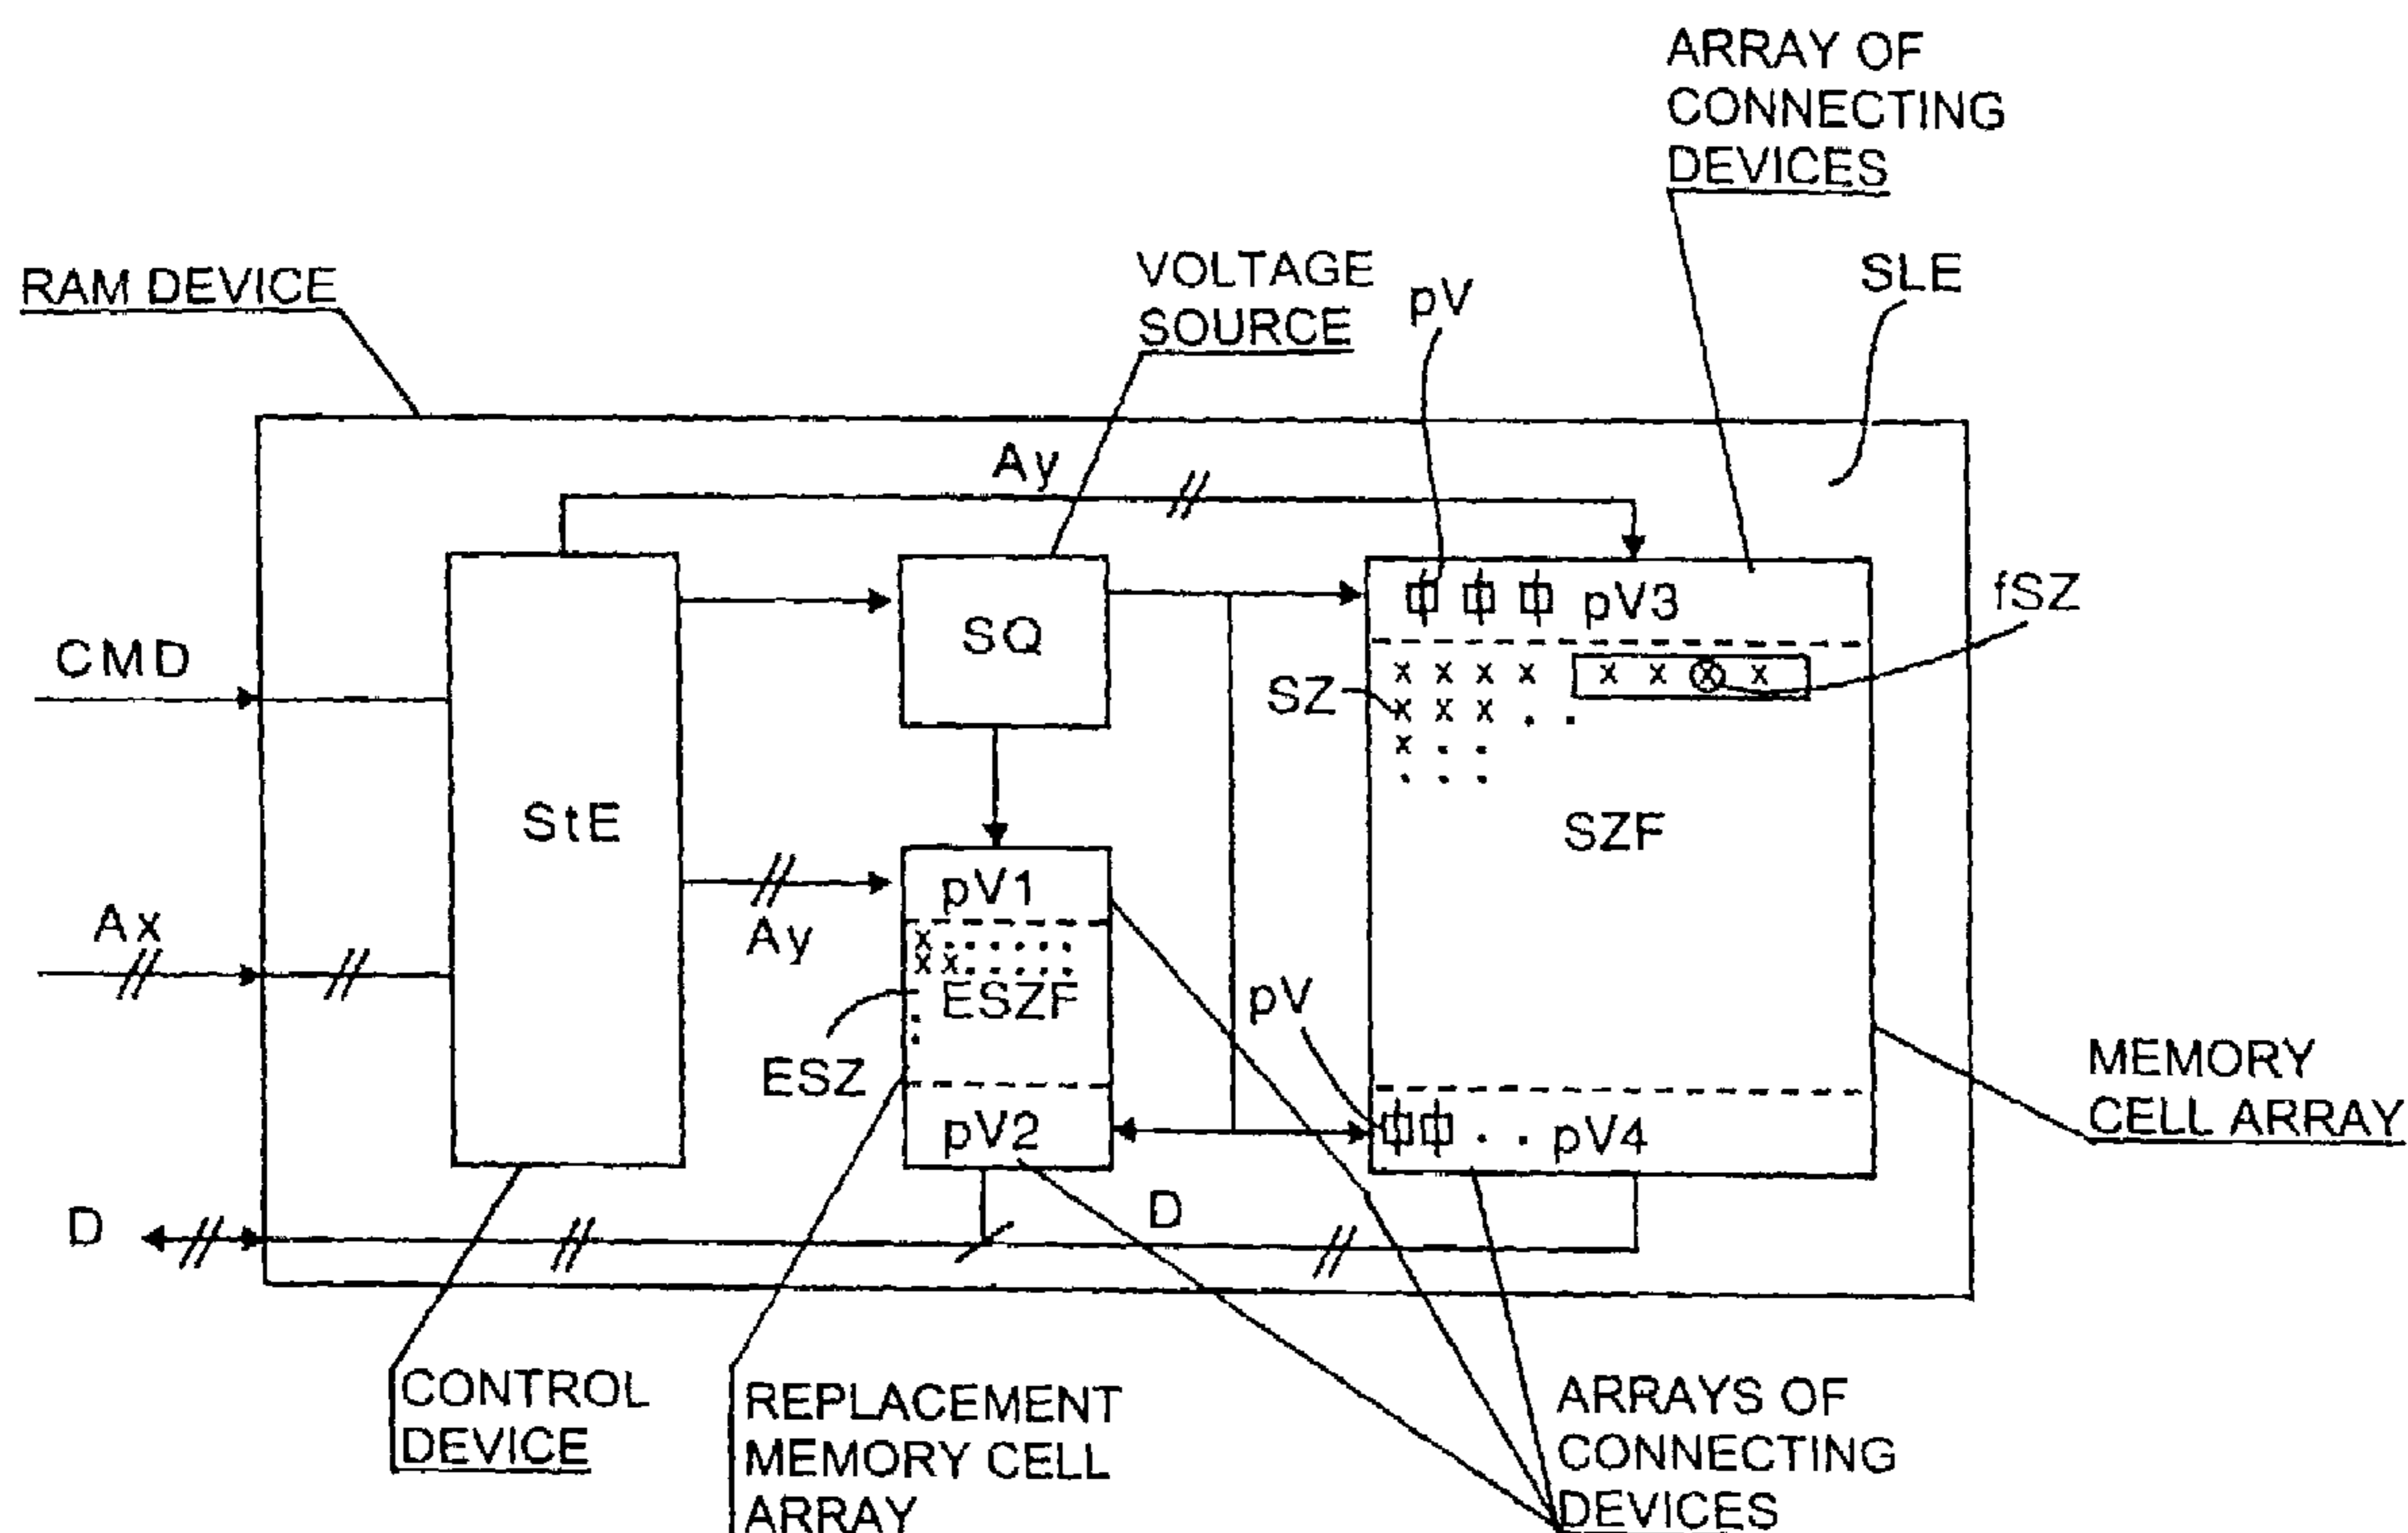 ARRAY OF
CONNECTING
DEVICES
RAM DEVICE
VOLTAGE
SOURCE
pV
SLE
Ay
fSZ
pV3
SQ
CMD
x x x x x x x x
SZ
x x x . .
x . .
. . .
StE
SZF
pV1
Ax
Ay
x . . . . . .
x x . . . . .
ESZF
pV
ESZ
MEMORY
CELL ARRAY
pV2
. . pV4
D
D
CONTROL
DEVICE
REPLACEMENT
MEMORY CELL
ARRAY
ARRAYS OF
CONNECTING
DEVICES